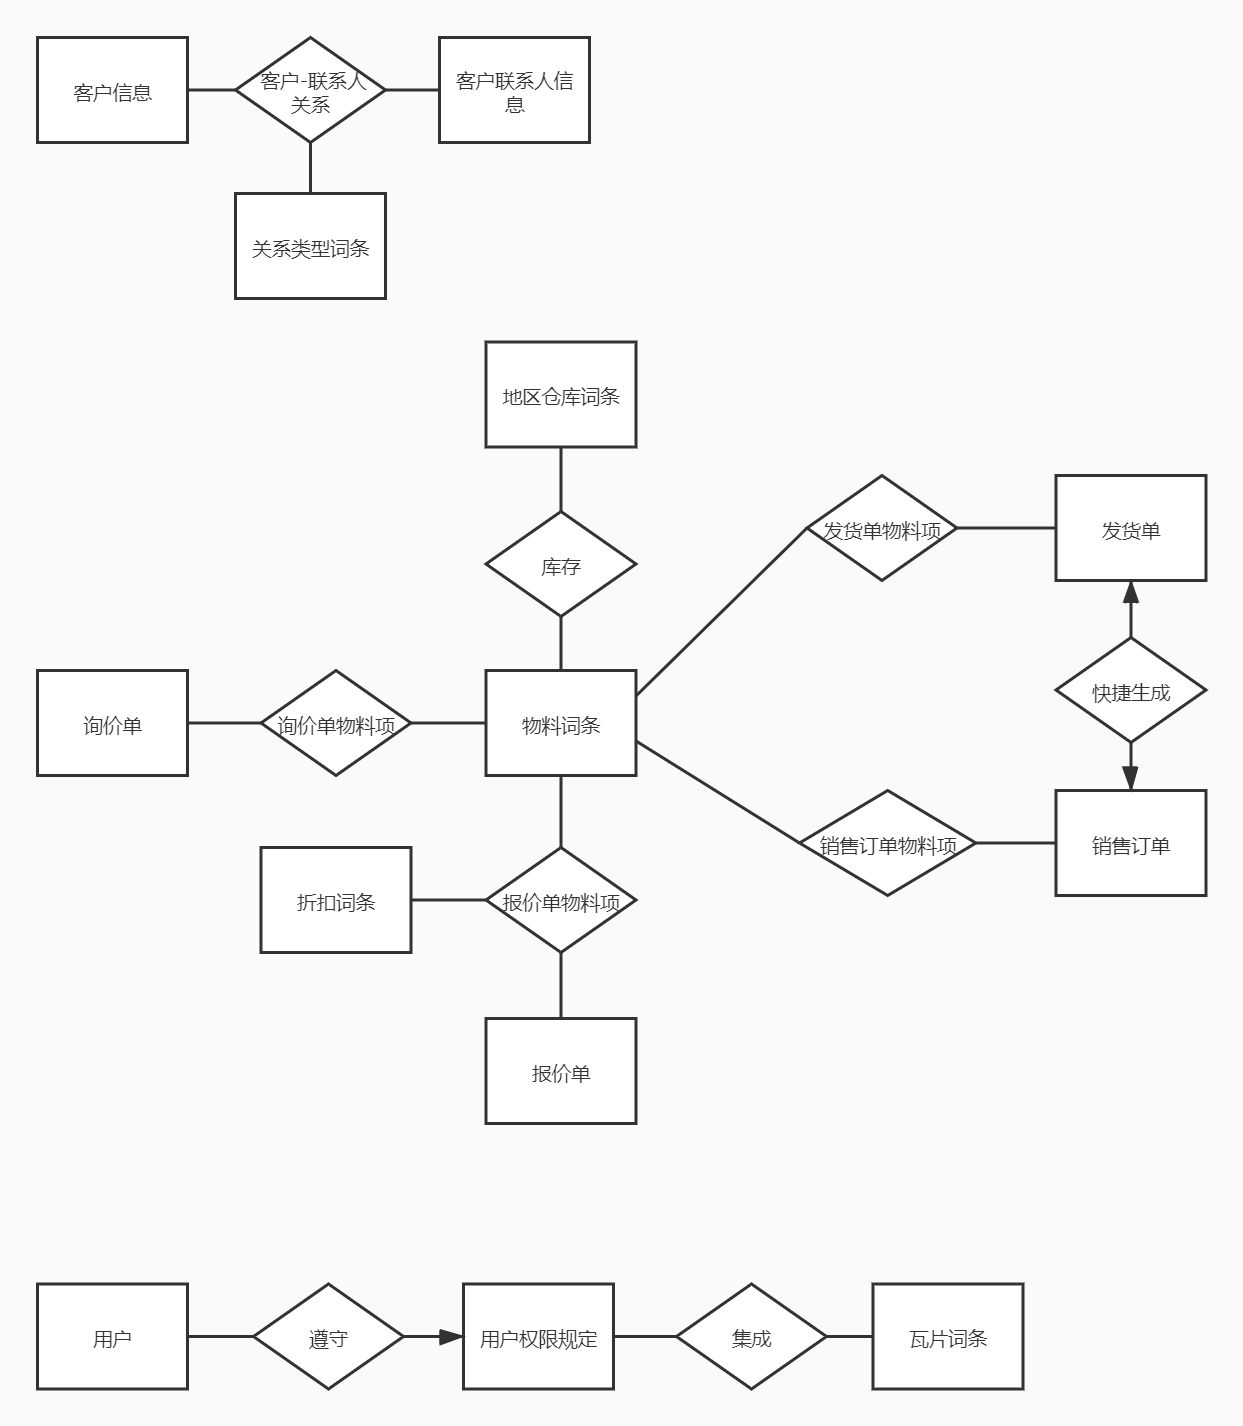 客户信息
客户-联系人
关系
客户联系人信
息
关系类型词条
地区仓库词条
库存
发货单物料项
发货单
快捷生成
询价单
询价单物料项
物料词条
销售订单物料项
销售订单
折扣词条
报价单物料项
报价单
用户
遵守
用户权限规定
集成
瓦片词条